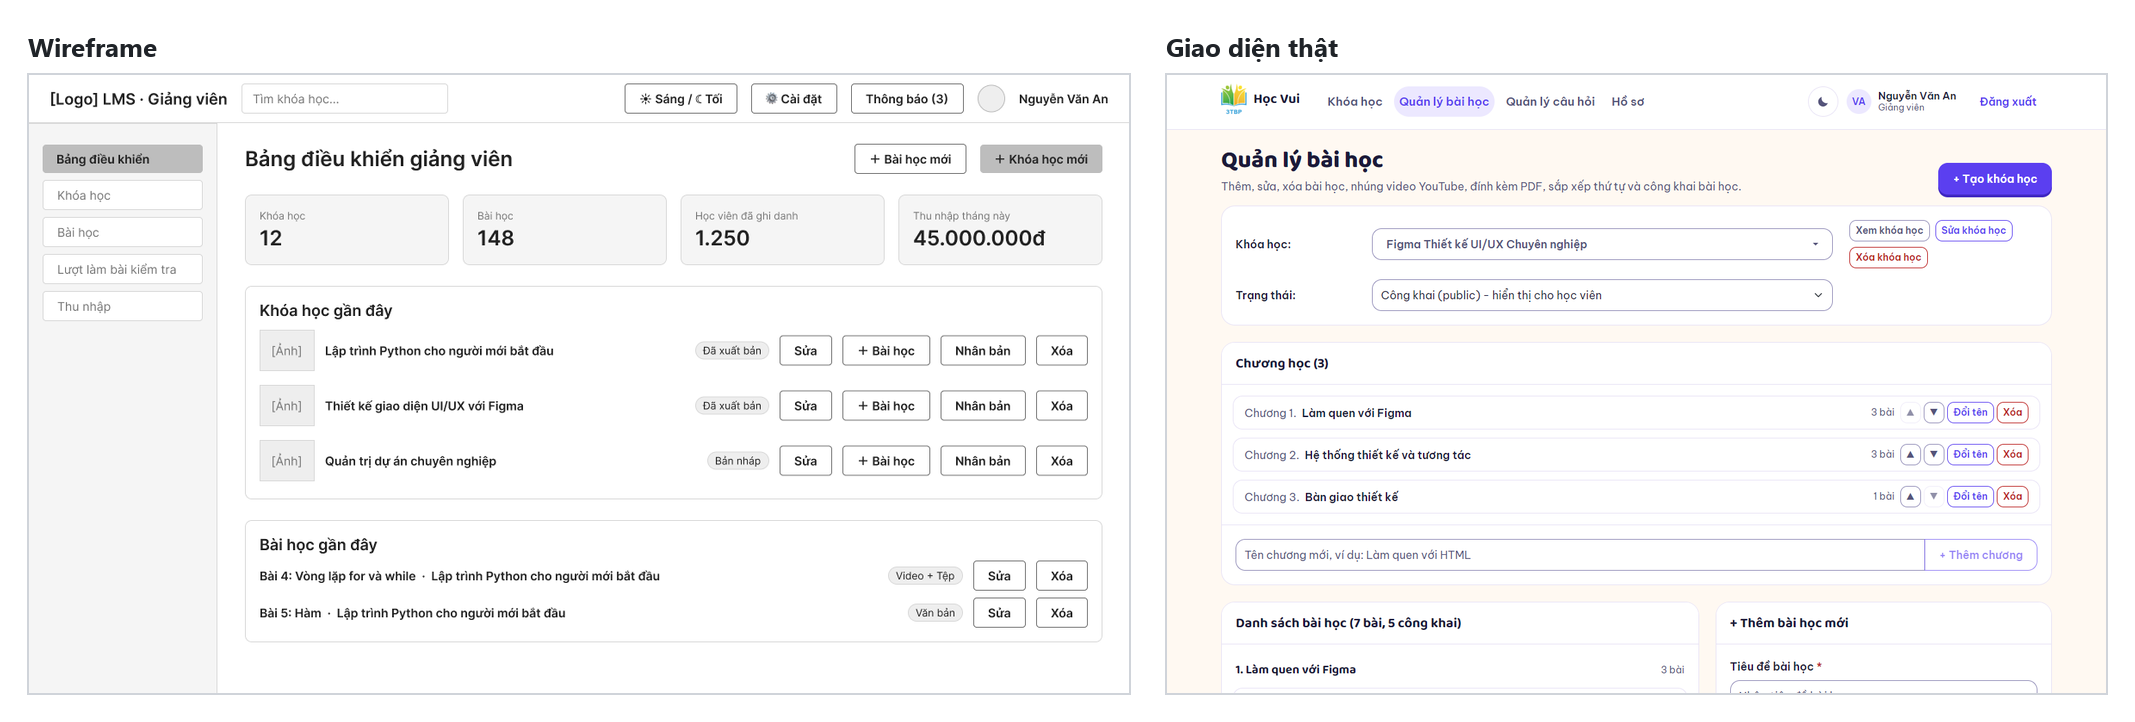 Wireframe
[Logo] LMS · Giảng viên
Tìm khóa học...
☀ Sáng / ☾ Tối
Cài đặt
Thông báo (3)
Nguyễn Văn An
Bảng điều khiển
Khóa học
Bài học
Lượt làm bài kiểm tra
Thu nhập
Bảng điều khiển giảng viên
+ Bài học mới
+ Khóa học mới
Khóa học
12
Bài học
148
Học viên đã ghi danh
1.250
Thu nhập tháng này
45.000.000đ
Khóa học gần đây
[Ảnh] Lập trình Python cho người mới bắt đầu Đã xuất bản Sửa + Bài học Nhân bản Xóa
[Ảnh] Thiết kế giao diện UI/UX với Figma Đã xuất bản Sửa + Bài học Nhân bản Xóa
[Ảnh] Quản trị dự án chuyên nghiệp Bản nháp Sửa + Bài học Nhân bản Xóa
Bài học gần đây
Bài 4: Vòng lặp for và while · Lập trình Python cho người mới bắt đầu Video + Tệp Sửa Xóa
Bài 5: Hàm · Lập trình Python cho người mới bắt đầu Văn bản Sửa Xóa
Giao diện thật
3TBP
Học Vui
Khóa học
Quản lý bài học
Quản lý câu hỏi
Hồ sơ
VA
Nguyễn Văn An
Giảng viên
Đăng xuất
Quản lý bài học
Thêm, sửa, xóa bài học, nhúng video YouTube, đính kèm PDF, sắp xếp thứ tự và công khai bài học.
+ Tạo khóa học
Khóa học: Figma Thiết kế UI/UX Chuyên nghiệp
Xem khóa học Sửa khóa học
Xóa khóa học
Trạng thái: Công khai (public) - hiển thị cho học viên
Chương học (3)
Chương 1. Làm quen với Figma 3 bài ▲ ▼ Đổi tên Xóa
Chương 2. Hệ thống thiết kế và tương tác 3 bài ▲ ▼ Đổi tên Xóa
Chương 3. Bàn giao thiết kế 1 bài ▲ ▼ Đổi tên Xóa
Tên chương mới, ví dụ: Làm quen với HTML + Thêm chương
Danh sách bài học (7 bài, 5 công khai)
1. Làm quen với Figma 3 bài
+ Thêm bài học mới
Tiêu đề bài học *